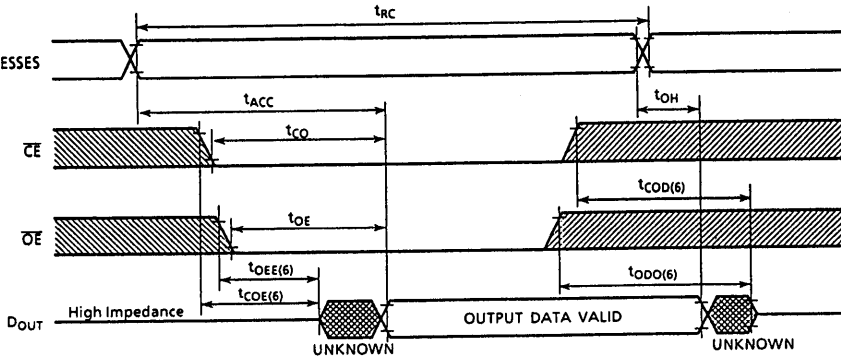 tRC
ESSES
tACC
tOH
tCO
CE
tCOD(6)
tOE
OE
tOEE(6)
tODO(6)
tCOE(6)
DOUT High Impedance
OUTPUT DATA VALID
UNKNOWN
UNKNOWN